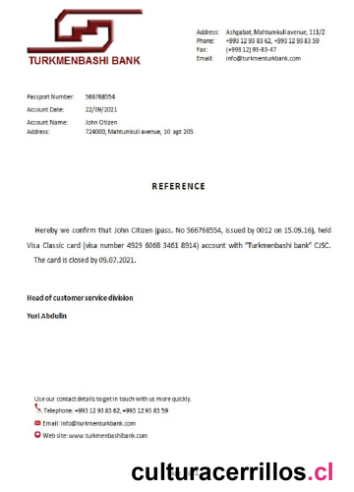 Address: Ashgabat, Mahtumkuli avenue, 111/2
Phone: +993 12 93 83 62, +993 12 93 83 59
Fax: (+993 12) 93-83-47
Email: info@turkmenturkbank.com
TURKMENBASHI BANK
Passport Number: 566768554
Account Date: 22/09/2021
Account Name: John Citizen
Address: 724000, Mahtumkuli avenue, 10 apt 205
REFERENCE
Hereby we confirm that John Citizen (pass. No 566768554, issued by 0012 on 15.09.16), held
Visa Classic card (visa number 4929 6068 3461 8914) account with "Turkmenbashi bank" CJSC.
The card is closed by 09.07.2021.
Head of customer service division
Yuri Abdulin
Use our contact details to get in touch with us more quickly.
Telephone: +993 12 93 83 62, +993 12 93 83 59
Email: info@turkmenturkbank.com
Web site: www.turkmenbashibank.com
culturacerrillos.cl